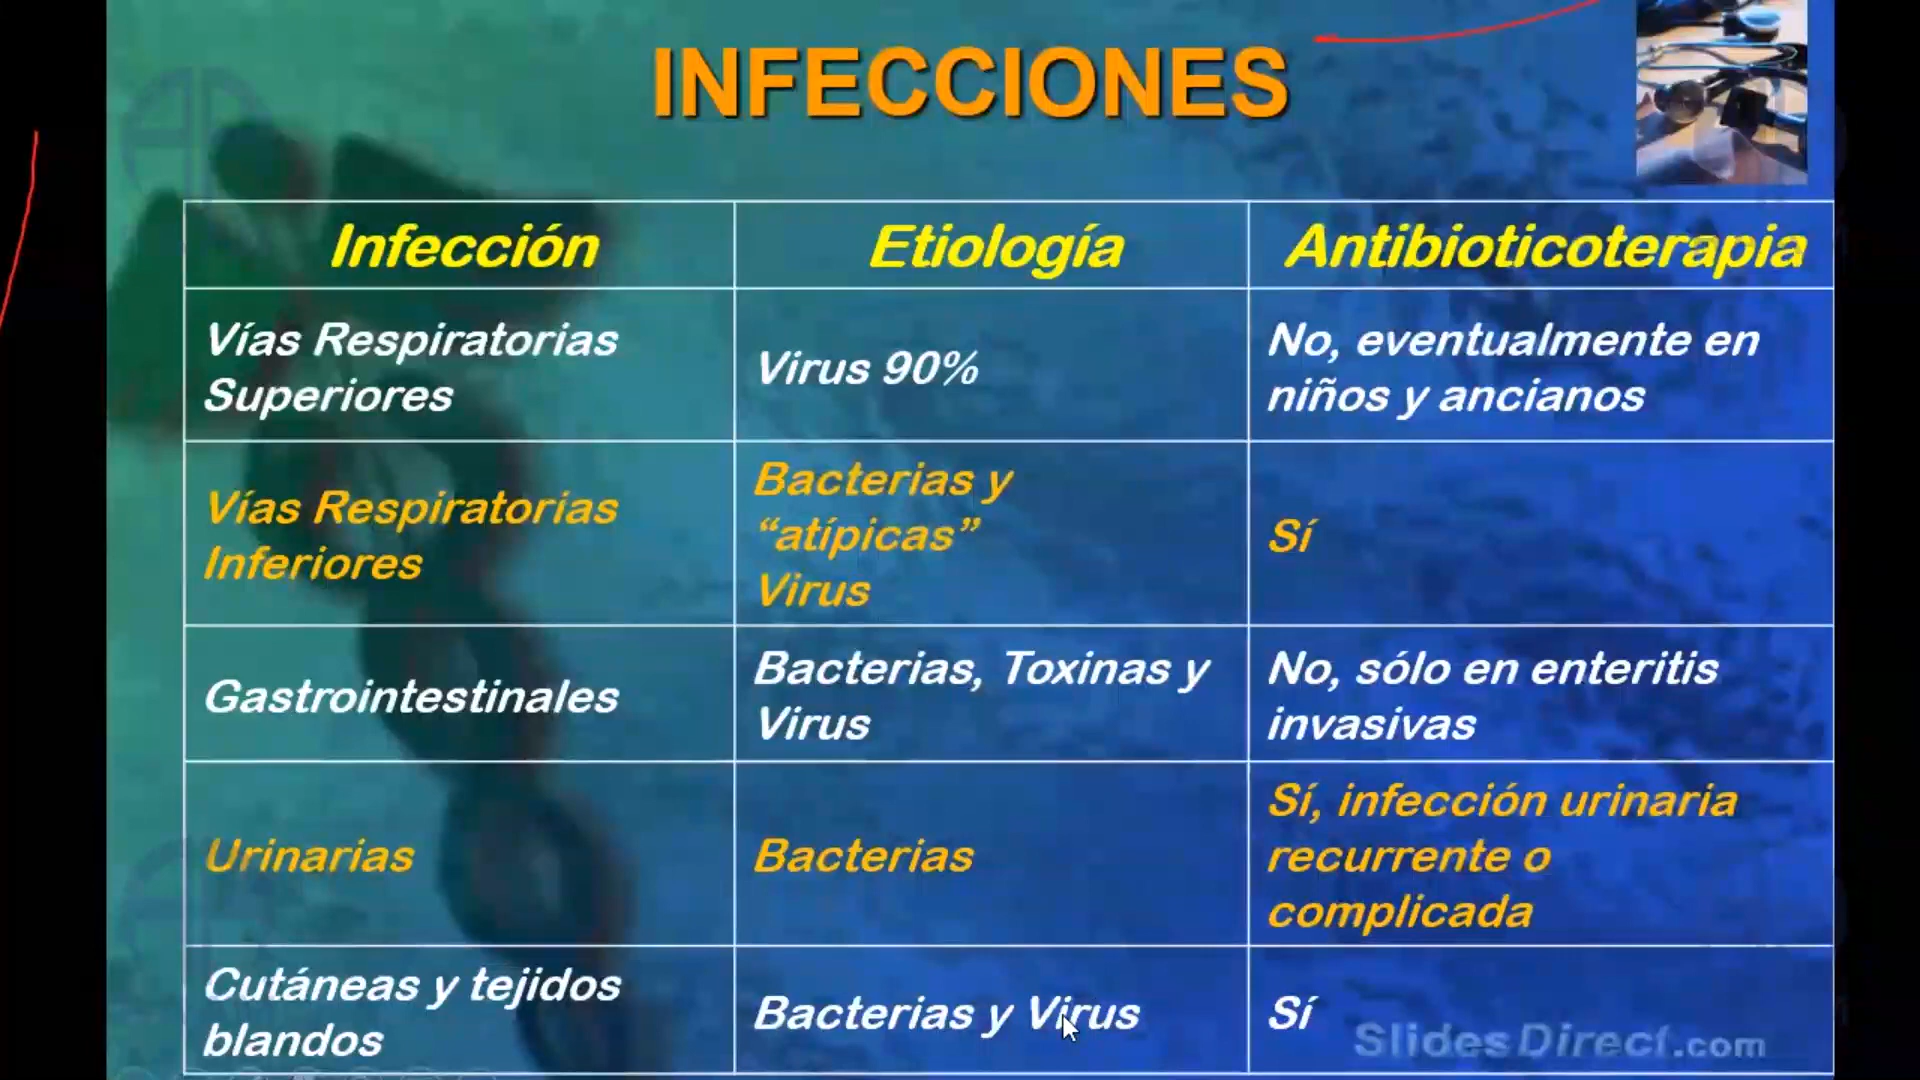 INFECCIONES
Infección
Etiología
Antibioticoterapia
Vías Respiratorias
Superiores
Virus 90%
No, eventualmente en
niños y ancianos
Vías Respiratorias
Inferiores
Bacterias y
“atípicas”
Virus
Sí
Gastrointestinales
Bacterias, Toxinas y
Virus
No, sólo en enteritis
invasivas
Urinarias
Bacterias
Sí, infección urinaria
recurrente o
complicada
Cutáneas y tejidos
blandos
Bacterias y Virus
Sí
SlidesDirect.com